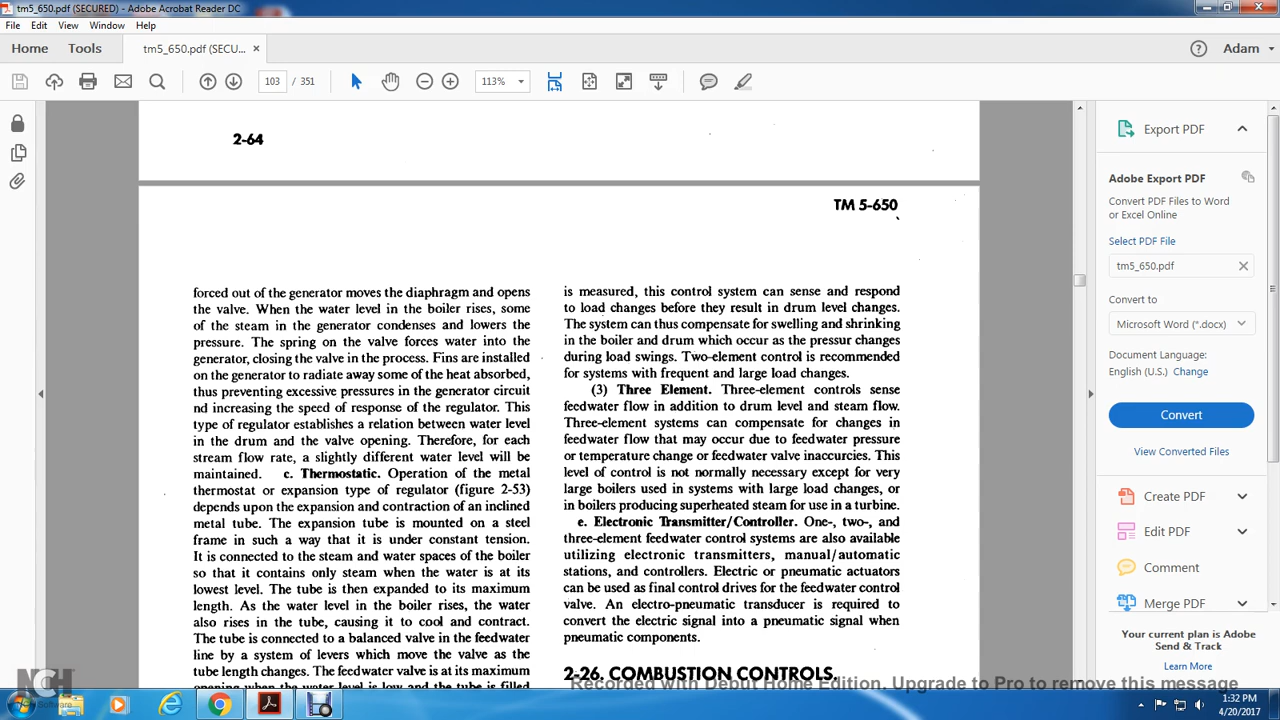 tm5_650.pdf (SECURED) - Adobe Acrobat Reader DC
File Edit View Window Help
Home Tools tm5_650.pdf (SECU... × Adam
103 / 351 113%
2-64
TM 5-650
forced out of the generator moves the diaphragm and opens
the valve. When the water level in the boiler rises, some
of the steam in the generator condenses and lowers the
pressure. The spring on the valve forces water into the
generator, closing the valve in the process. Fins are installed
on the generator to radiate away some of the heat absorbed,
thus preventing excessive pressures in the generator circuit
nd increasing the speed of response of the regulator. This
type of regulator establishes a relation between water level
in the drum and the valve opening. Therefore, for each
stream flow rate, a slightly different water level will be
maintained. c. Thermostatic. Operation of the metal
thermostat or expansion type of regulator (figure 2-53)
depends upon the expansion and contraction of an inclined
metal tube. The expansion tube is mounted on a steel
frame in such a way that it is under constant tension.
It is connected to the steam and water spaces of the boiler
so that it contains only steam when the water is at its
lowest level. The tube is then expanded to its maximum
length. As the water level in the boiler rises, the water
also rises in the tube, causing it to cool and contract.
The tube is connected to a balanced valve in the feedwater
line by a system of levers which move the valve as the
tube length changes. The feedwater valve is at its maximum
opening when the water level is low and the tube is filled
is measured, this control system can sense and respond
to load changes before they result in drum level changes.
The system can thus compensate for swelling and shrinking
in the boiler and drum which occur as the pressur changes
during load swings. Two-element control is recommended
for systems with frequent and large load changes.
(3) Three Element. Three-element controls sense
feedwater flow in addition to drum level and steam flow.
Three-element systems can compensate for changes in
feedwater flow that may occur due to feedwater pressure
or temperature change or feedwater valve inaccurcies. This
level of control is not normally necessary except for very
large boilers used in systems with large load changes, or
in boilers producing superheated steam for use in a turbine.
e. Electronic Transmitter/Controller. One-, two-, and
three-element feedwater control systems are also available
utilizing electronic transmitters, manual/automatic
stations, and controllers. Electric or pneumatic actuators
can be used as final control drives for the feedwater control
valve. An electro-pneumatic transducer is required to
convert the electric signal into a pneumatic signal when
pneumatic components.
2-26. COMBUSTION CONTROLS.
Export PDF
Adobe Export PDF
Convert PDF Files to Word
or Excel Online
Select PDF File
tm5_650.pdf
Convert to
Microsoft Word (*.docx)
Document Language:
English (U.S.) Change
Convert
View Converted Files
Create PDF
Edit PDF
Comment
Merge PDF
Your current plan is Adobe
Send & Track
Learn More
Recorded with Debut Home Edition. Upgrade to Pro to remove this message
NCH Software
1:32 PM
4/20/2017